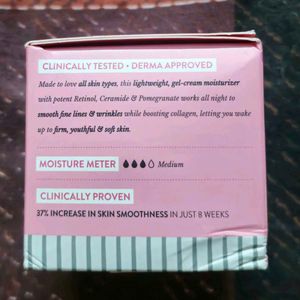 CLINICALLY TESTED • DERMA APPROVED
Made to love all skin types, this lightweight, gel-cream moisturizer
with potent Retinol, Ceramide & Pomegranate works all night to
smooth fine lines & wrinkles while boosting collagen, letting you wake
up to firm, youthful & soft skin.
MOISTURE METER Medium
CLINICALLY PROVEN
37% INCREASE IN SKIN SMOOTHNESS IN JUST 8 WEEKS